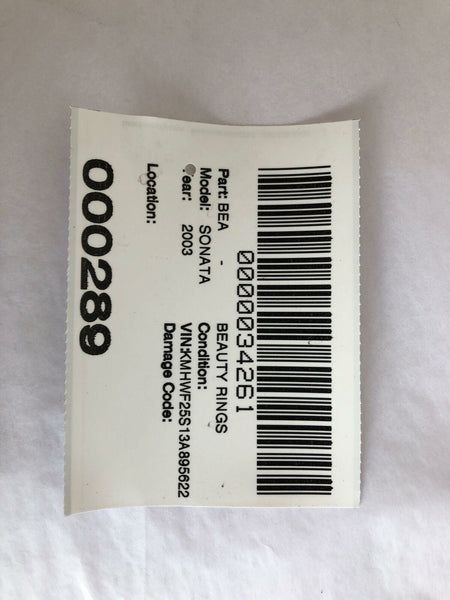 0000034261
Part: BEA - BEAUTY RINGS
Model: SONATA Condition:
Year: 2003 VIN:KMHWF25S13A895622
Damage Code:
Location:
000289